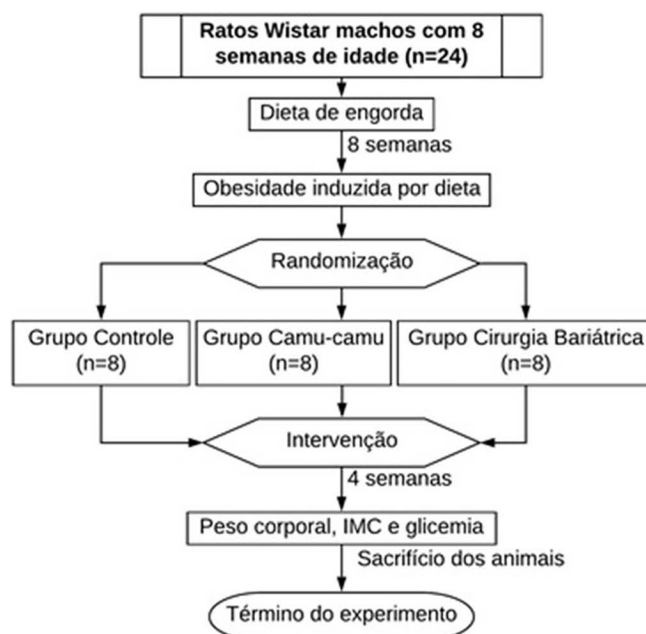 Ratos Wistar machos com 8
semanas de idade (n=24)
Dieta de engorda
8 semanas
Obesidade induzida por dieta
Randomização
Grupo Controle
(n=8)
Grupo Camu-camu
(n=8)
Grupo Cirurgia Bariátrica
(n=8)
Intervenção
4 semanas
Peso corporal, IMC e glicemia
Sacrifício dos animais
Término do experimento